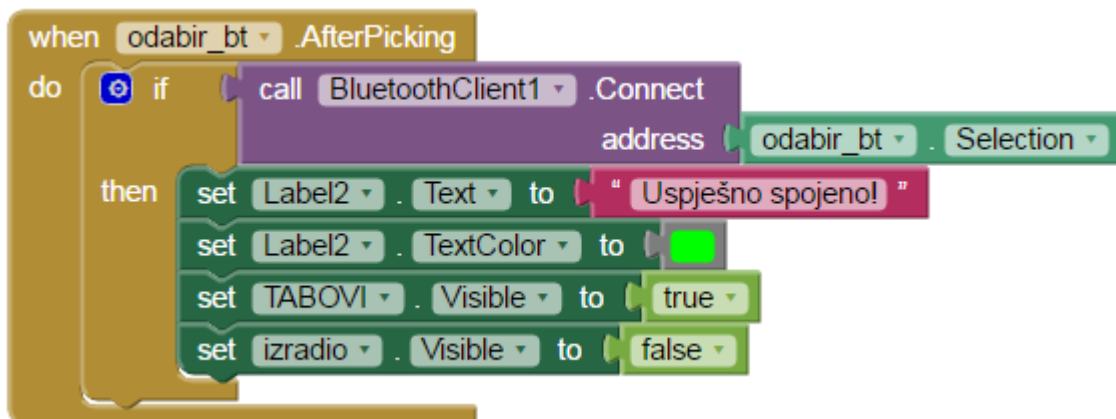 when odabir_bt .AfterPicking
do if call BluetoothClient1 .Connect
address odabir_bt . Selection
then set Label2 . Text to " Uspješno spojeno! "
set Label2 . TextColor to
set TABOVI . Visible to true
set izradio . Visible to false